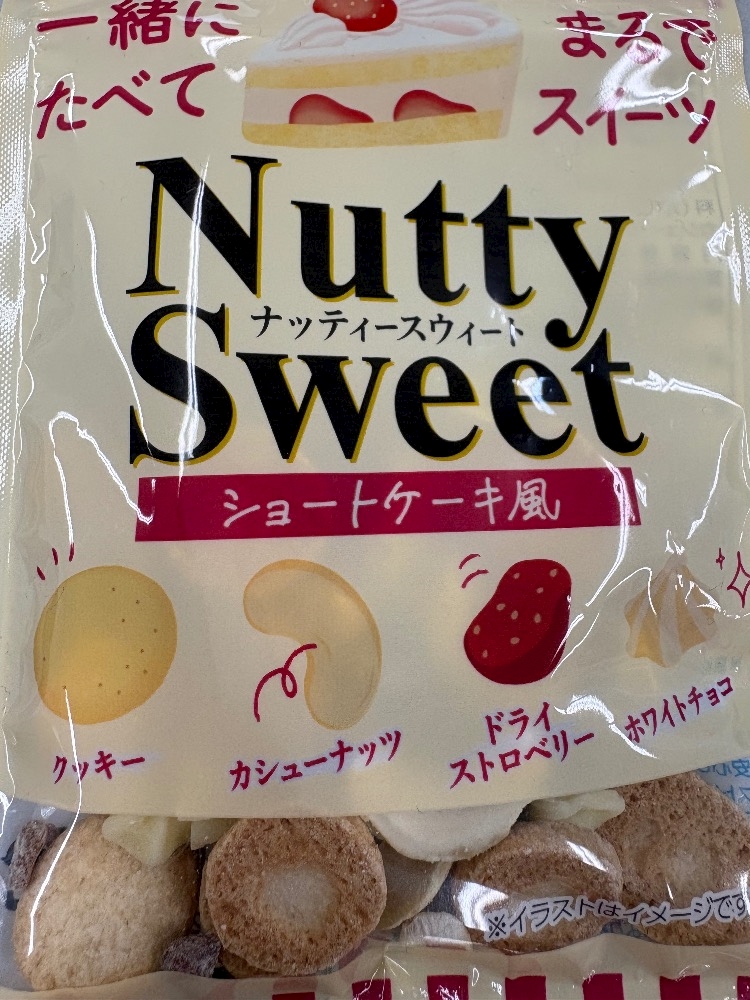 一緒に
たべて
まるで
スイーツ
Nutty
ナッティースウィート
Sweet
ショートケーキ風
クッキー
カシューナッツ
ドライ
ストロベリー
ホワイトチョコ
※イラストはイメージです